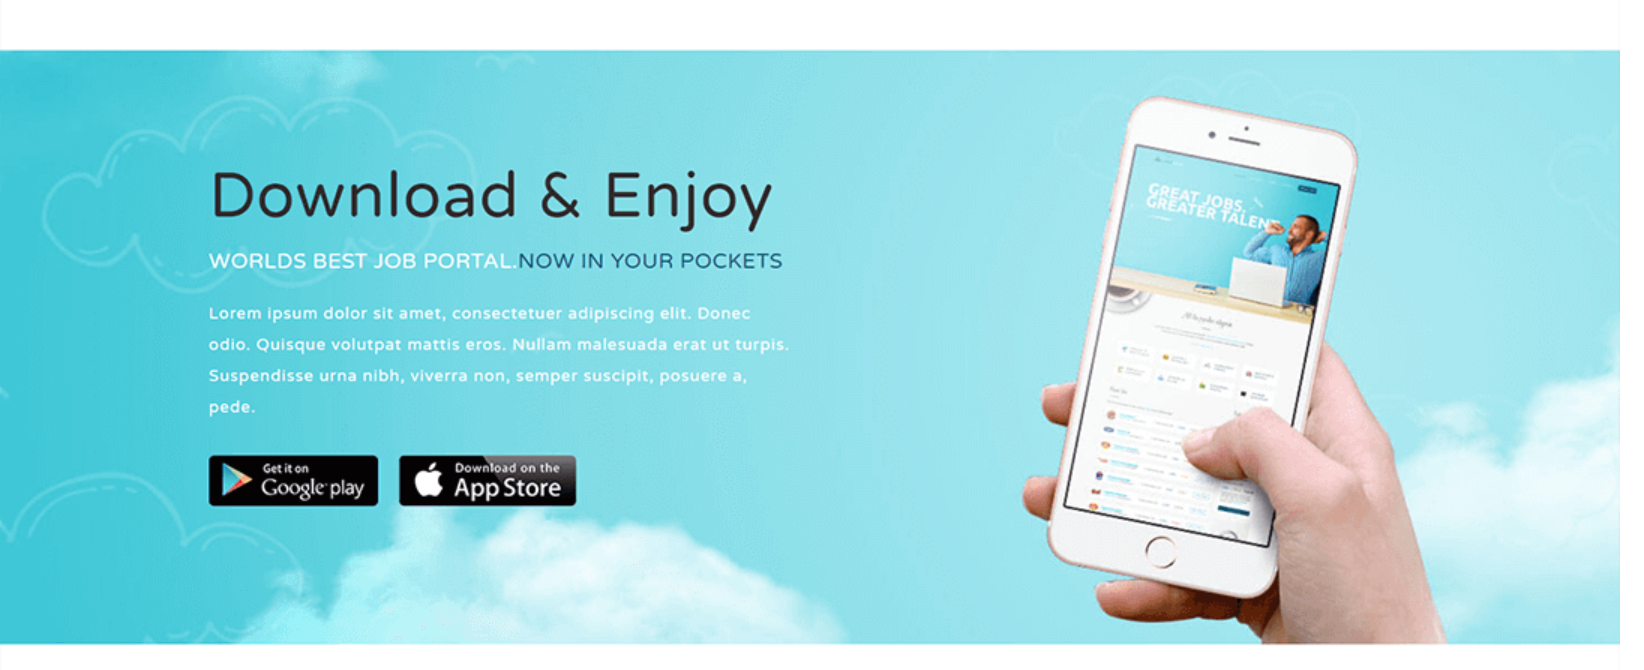 Download & Enjoy
WORLDS BEST JOB PORTAL.NOW IN YOUR POCKETS
Lorem ipsum dolor sit amet, consectetuer adipiscing elit. Donec
odio. Quisque volutpat mattis eros. Nullam malesuada erat ut turpis.
Suspendisse urna nibh, viverra non, semper suscipit, posuere a,
pede.
Get it on
Google play
Download on the
App Store
GREAT JOBS.
GREATER TALENT